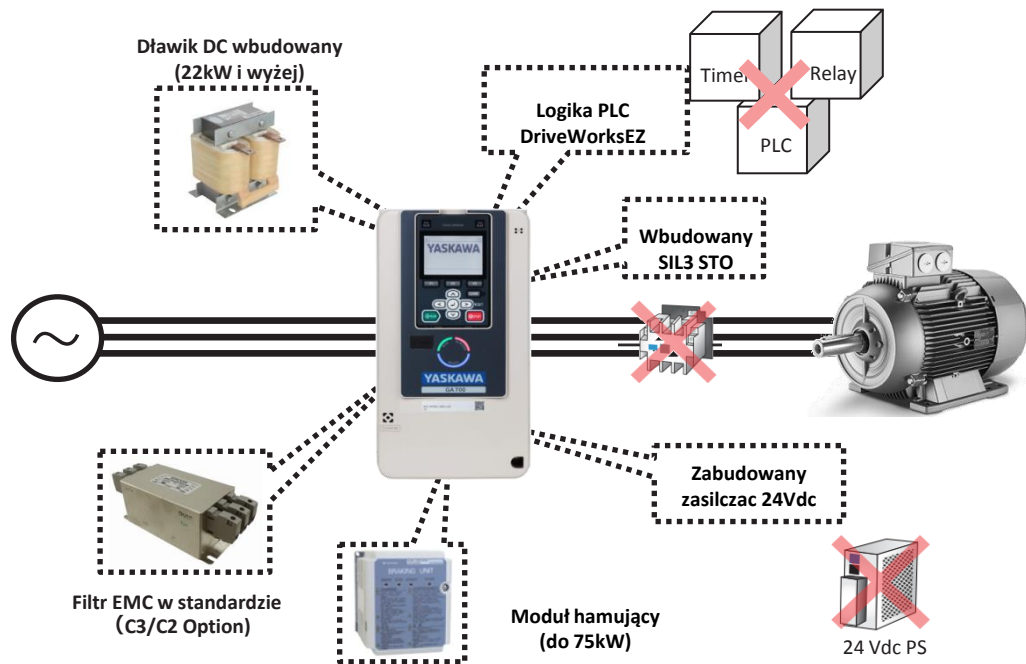 Dławik DC wbudowany
(22kW i wyżej)
Logika PLC
DriveWorksEZ
Timer
Relay
PLC
YASKAWA
Wbudowany
SIL3 STO
YASKAWA
GA700
Zabudowany
zasilczac 24Vdc
BRAKING UNIT
Filtr EMC w standardzie
(C3/C2 Option)
Moduł hamujący
(do 75kW)
24 Vdc PS